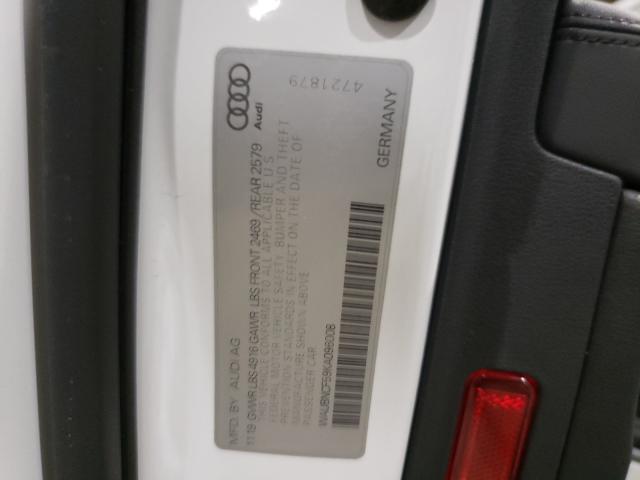 Audi
4721879
MFD. BY AUDI AG
11.19 GVWR LBS 4916 GAWR LBS FRONT 2469/REAR 2579
THIS VEHICLE CONFORMS TO ALL APPLICABLE U.S.
FEDERAL MOTOR VEHICLE SAFETY, BUMPER AND THEFT
PREVENTION STANDARDS IN EFFECT ON THE DATE OF
MANUFACTURE SHOWN ABOVE
PASSENGER CAR
GERMANY